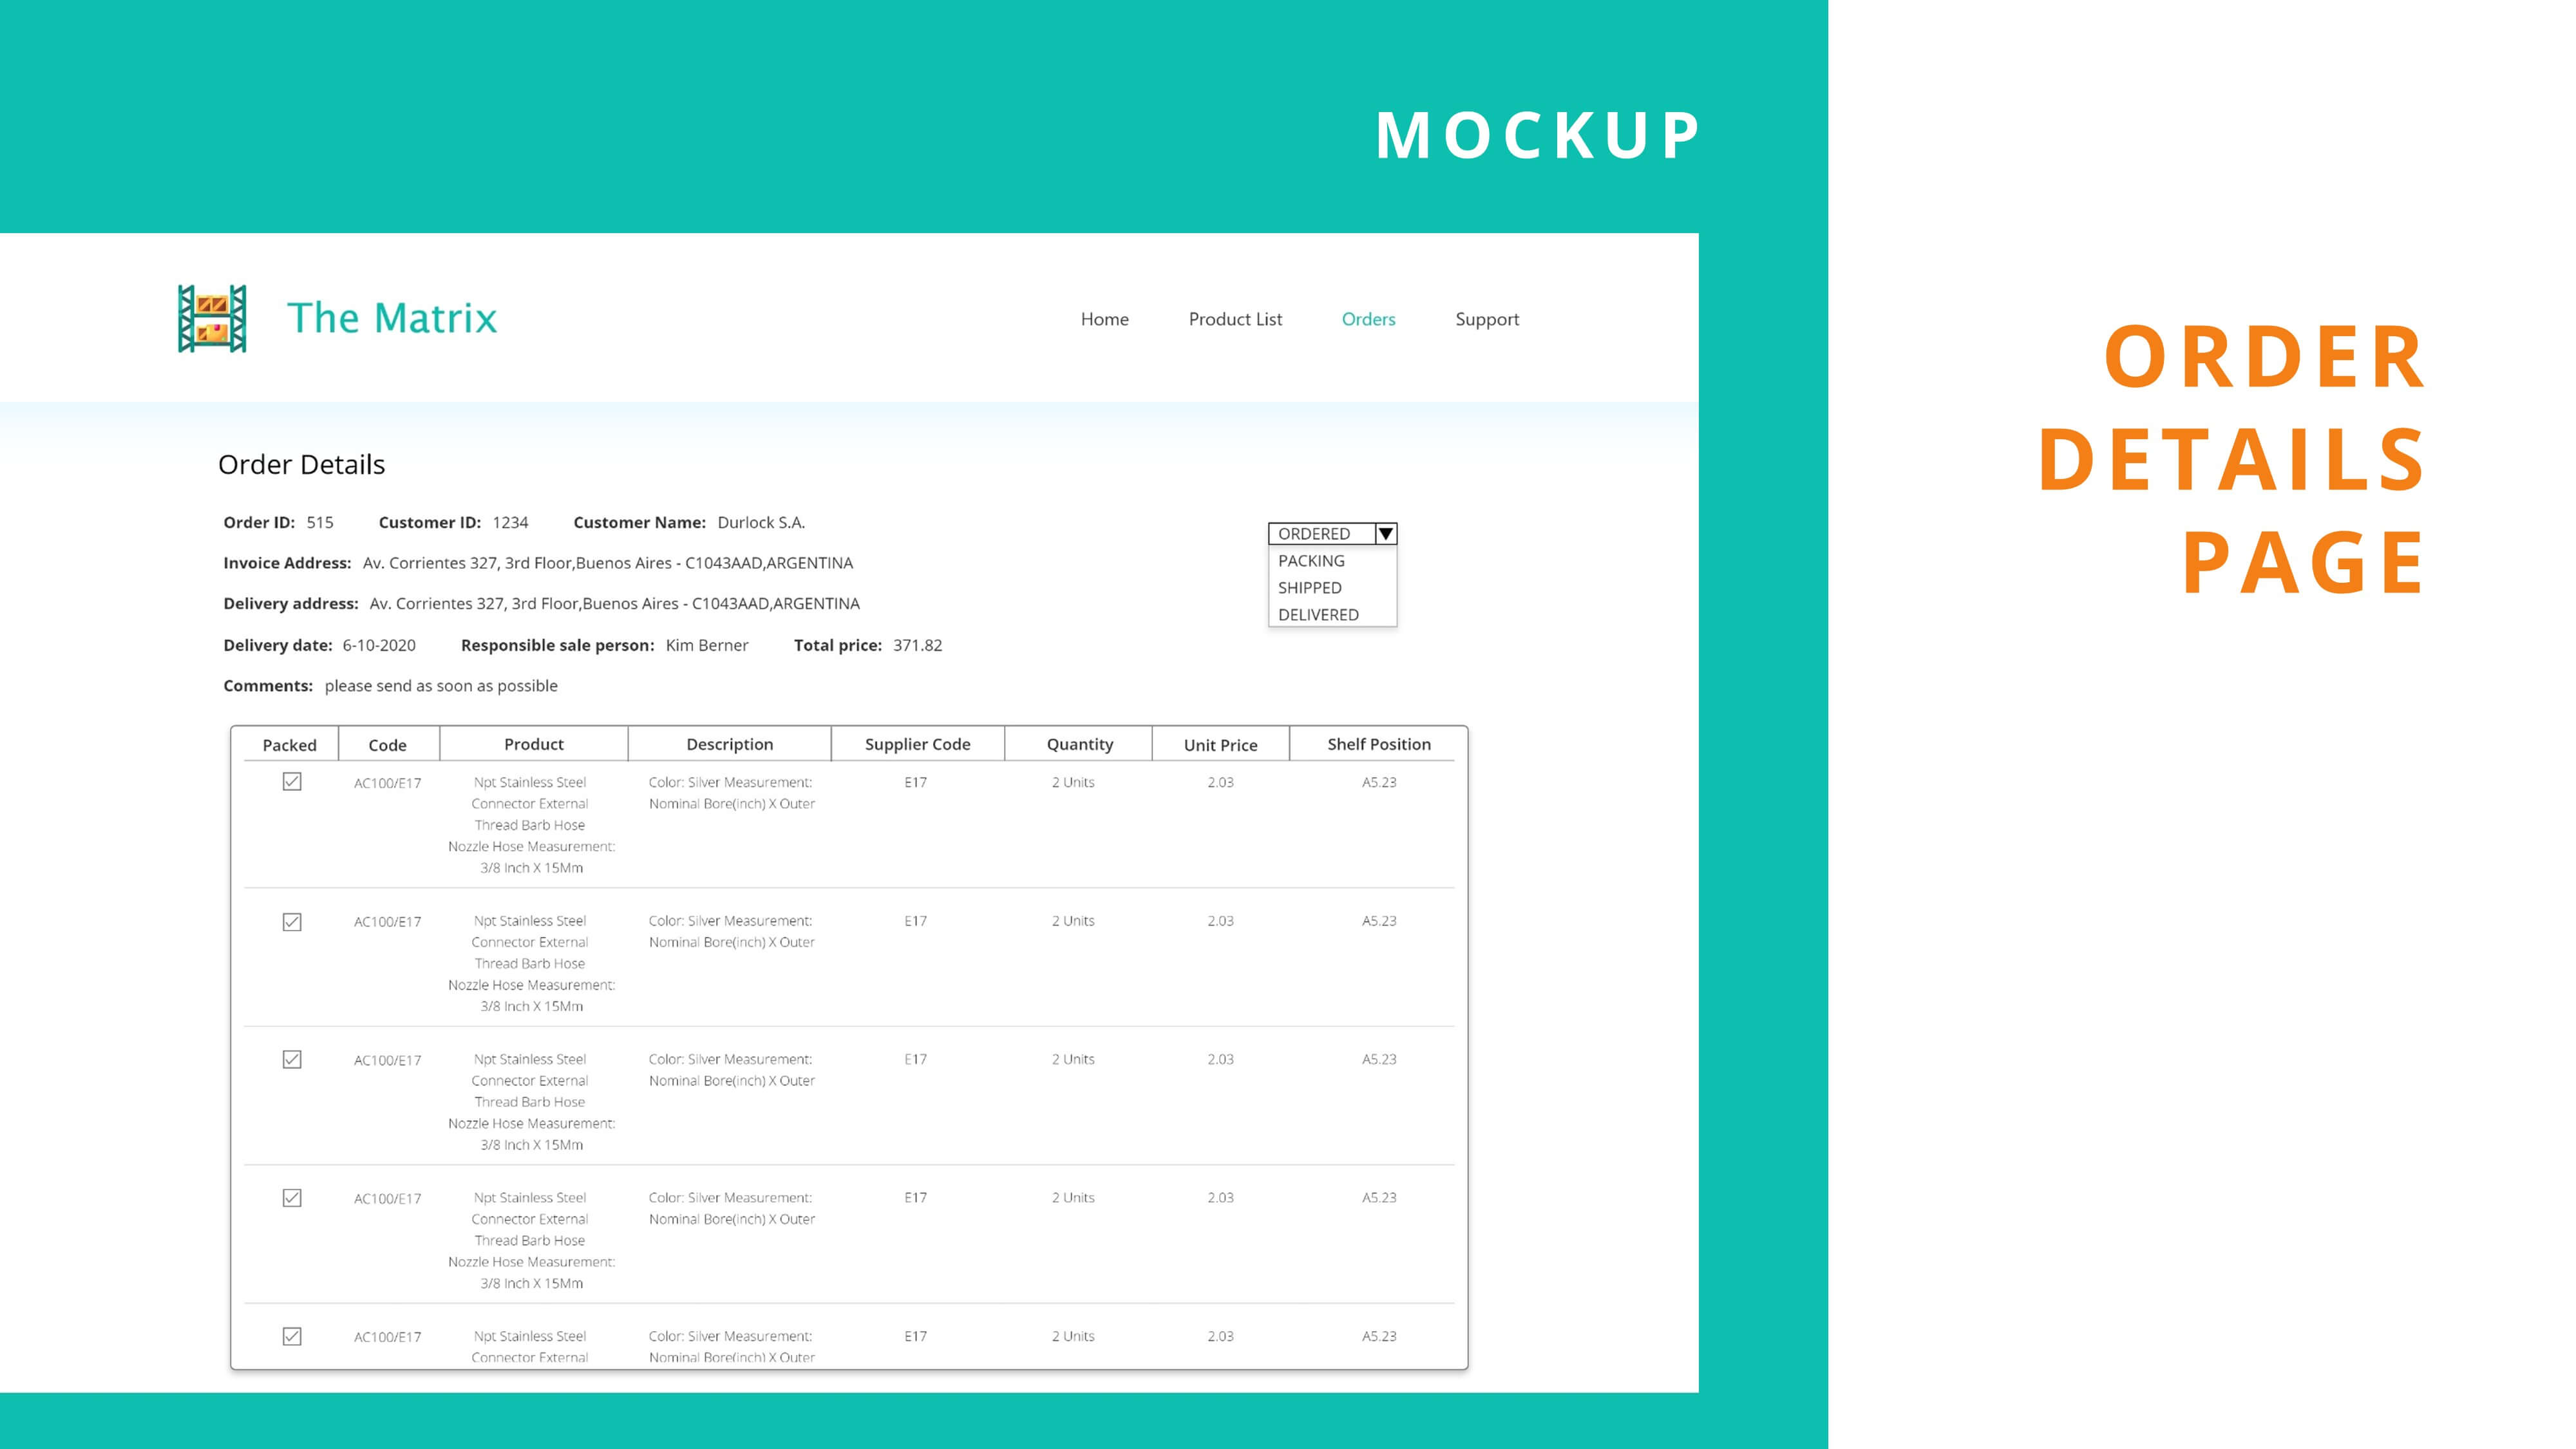 MOCKUP
The Matrix
Home Product List Orders Support
ORDER
DETAILS
PAGE
Order Details
Order ID: 515 Customer ID: 1234 Customer Name: Durlock S.A.
Invoice Address: Av. Corrientes 327, 3rd Floor,Buenos Aires - C1043AAD,ARGENTINA
Delivery address: Av. Corrientes 327, 3rd Floor,Buenos Aires - C1043AAD,ARGENTINA
Delivery date: 6-10-2020 Responsible sale person: Kim Berner Total price: 371.82
Comments: please send as soon as possible
ORDERED
PACKING
SHIPPED
DELIVERED
Packed Code Product Description Supplier Code Quantity Unit Price Shelf Position
AC100/E17 Npt Stainless Steel Color: Silver Measurement: E17 2 Units 2.03 A5.23
Connector External Nominal Bore(inch) X Outer
Thread Barb Hose
Nozzle Hose Measurement:
3/8 Inch X 15Mm
AC100/E17 Npt Stainless Steel Color: Silver Measurement: E17 2 Units 2.03 A5.23
Connector External Nominal Bore(inch) X Outer
Thread Barb Hose
Nozzle Hose Measurement:
3/8 Inch X 15Mm
AC100/E17 Npt Stainless Steel Color: Silver Measurement: E17 2 Units 2.03 A5.23
Connector External Nominal Bore(inch) X Outer
Thread Barb Hose
Nozzle Hose Measurement:
3/8 Inch X 15Mm
AC100/E17 Npt Stainless Steel Color: Silver Measurement: E17 2 Units 2.03 A5.23
Connector External Nominal Bore(inch) X Outer
Thread Barb Hose
Nozzle Hose Measurement:
3/8 Inch X 15Mm
AC100/E17 Npt Stainless Steel Color: Silver Measurement: E17 2 Units 2.03 A5.23
Connector External Nominal Bore(inch) X Outer